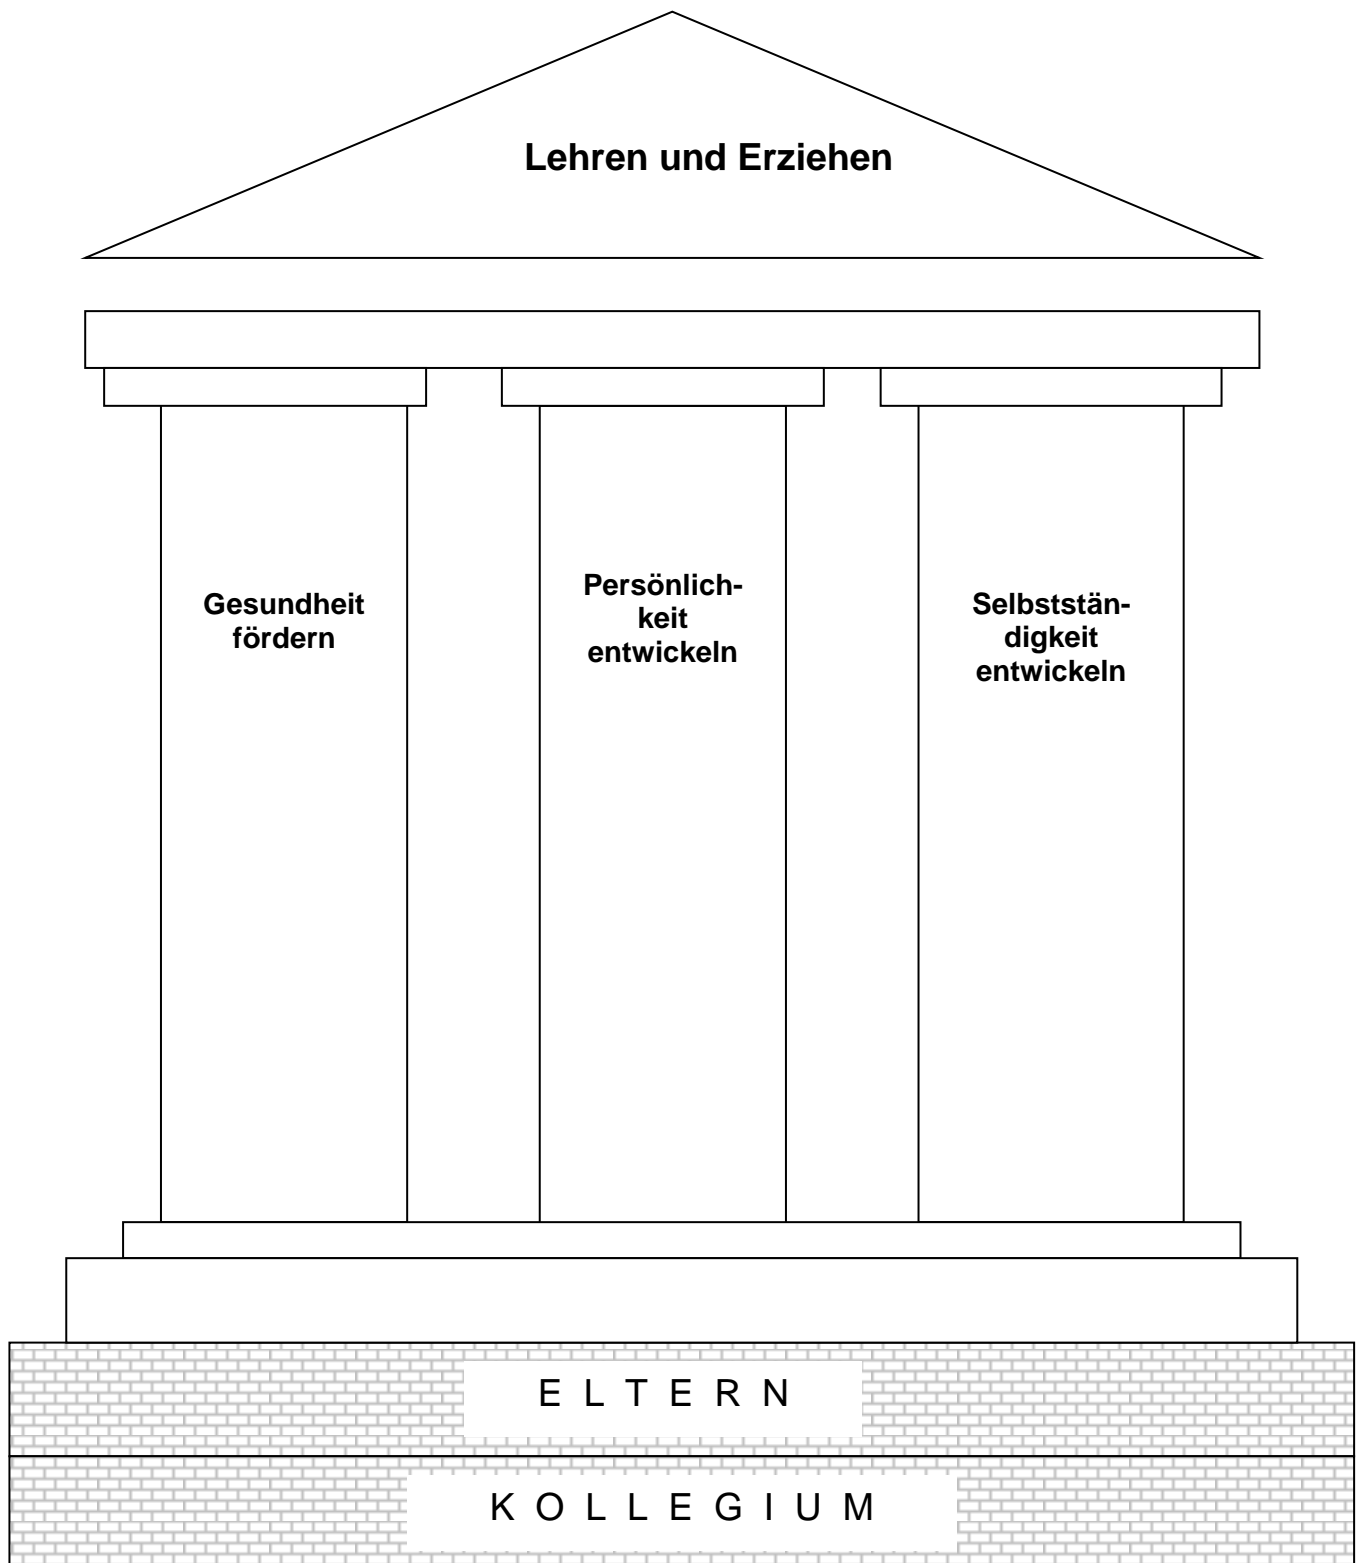 Lehren und Erziehen
Gesundheit
fördern
Persönlich-
keit
entwickeln
Selbststän-
digkeit
entwickeln
E L T E R N
K O L L E G I U M